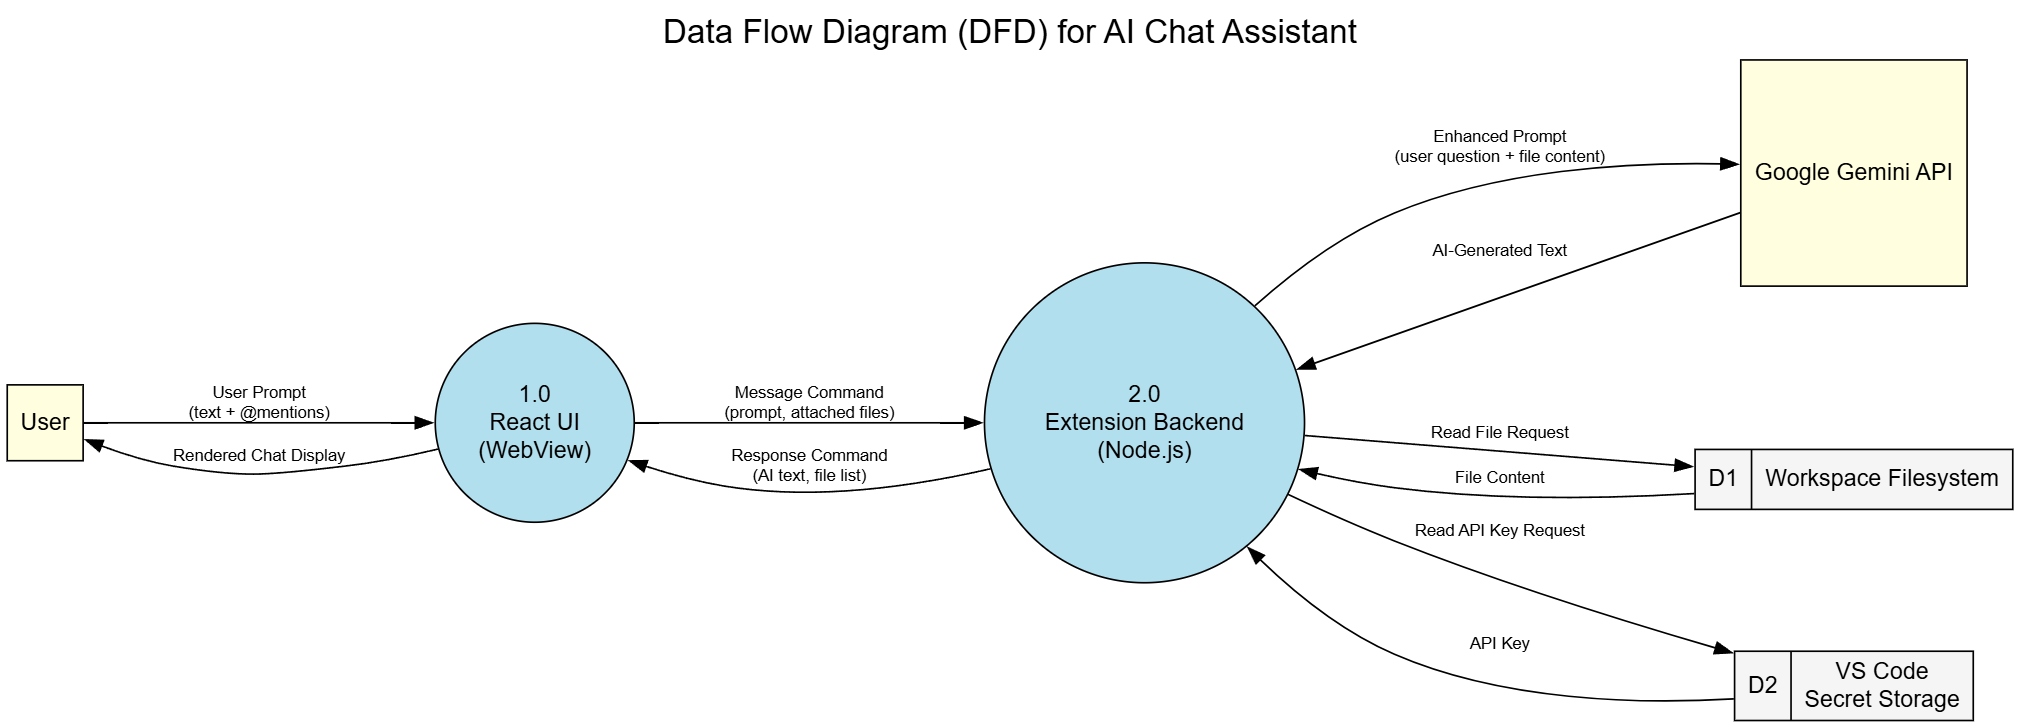 Data Flow Diagram (DFD) for AI Chat Assistant
User
User Prompt
(text + @mentions)
Rendered Chat Display
1.0
React UI
(WebView)
Message Command
(prompt, attached files)
Response Command
(AI text, file list)
2.0
Extension Backend
(Node.js)
Enhanced Prompt
(user question + file content)
AI-Generated Text
Google Gemini API
Read File Request
File Content
D1
Workspace Filesystem
Read API Key Request
API Key
D2
VS Code
Secret Storage